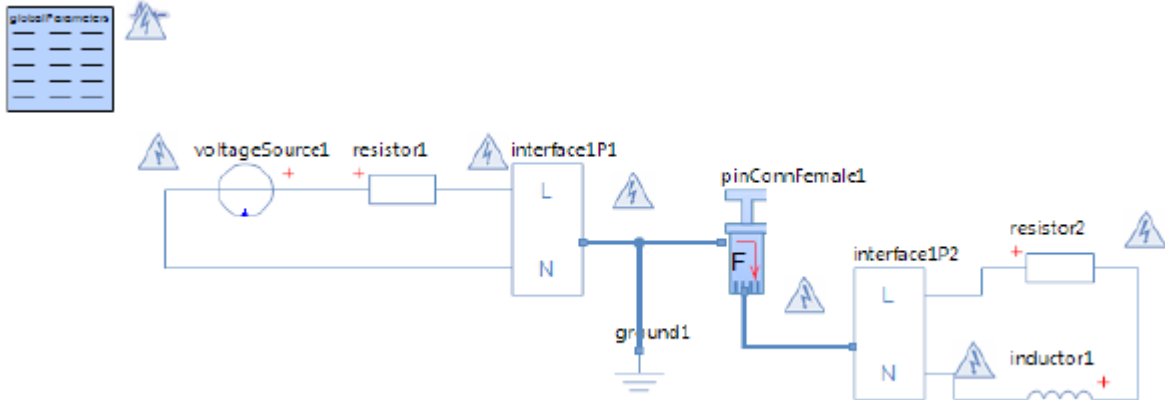 globalParameters
voltageSource1
resistor1
interface1P1
L
N
pinConnFemale1
F
ground1
interface1P2
L
N
resistor2
inductor1